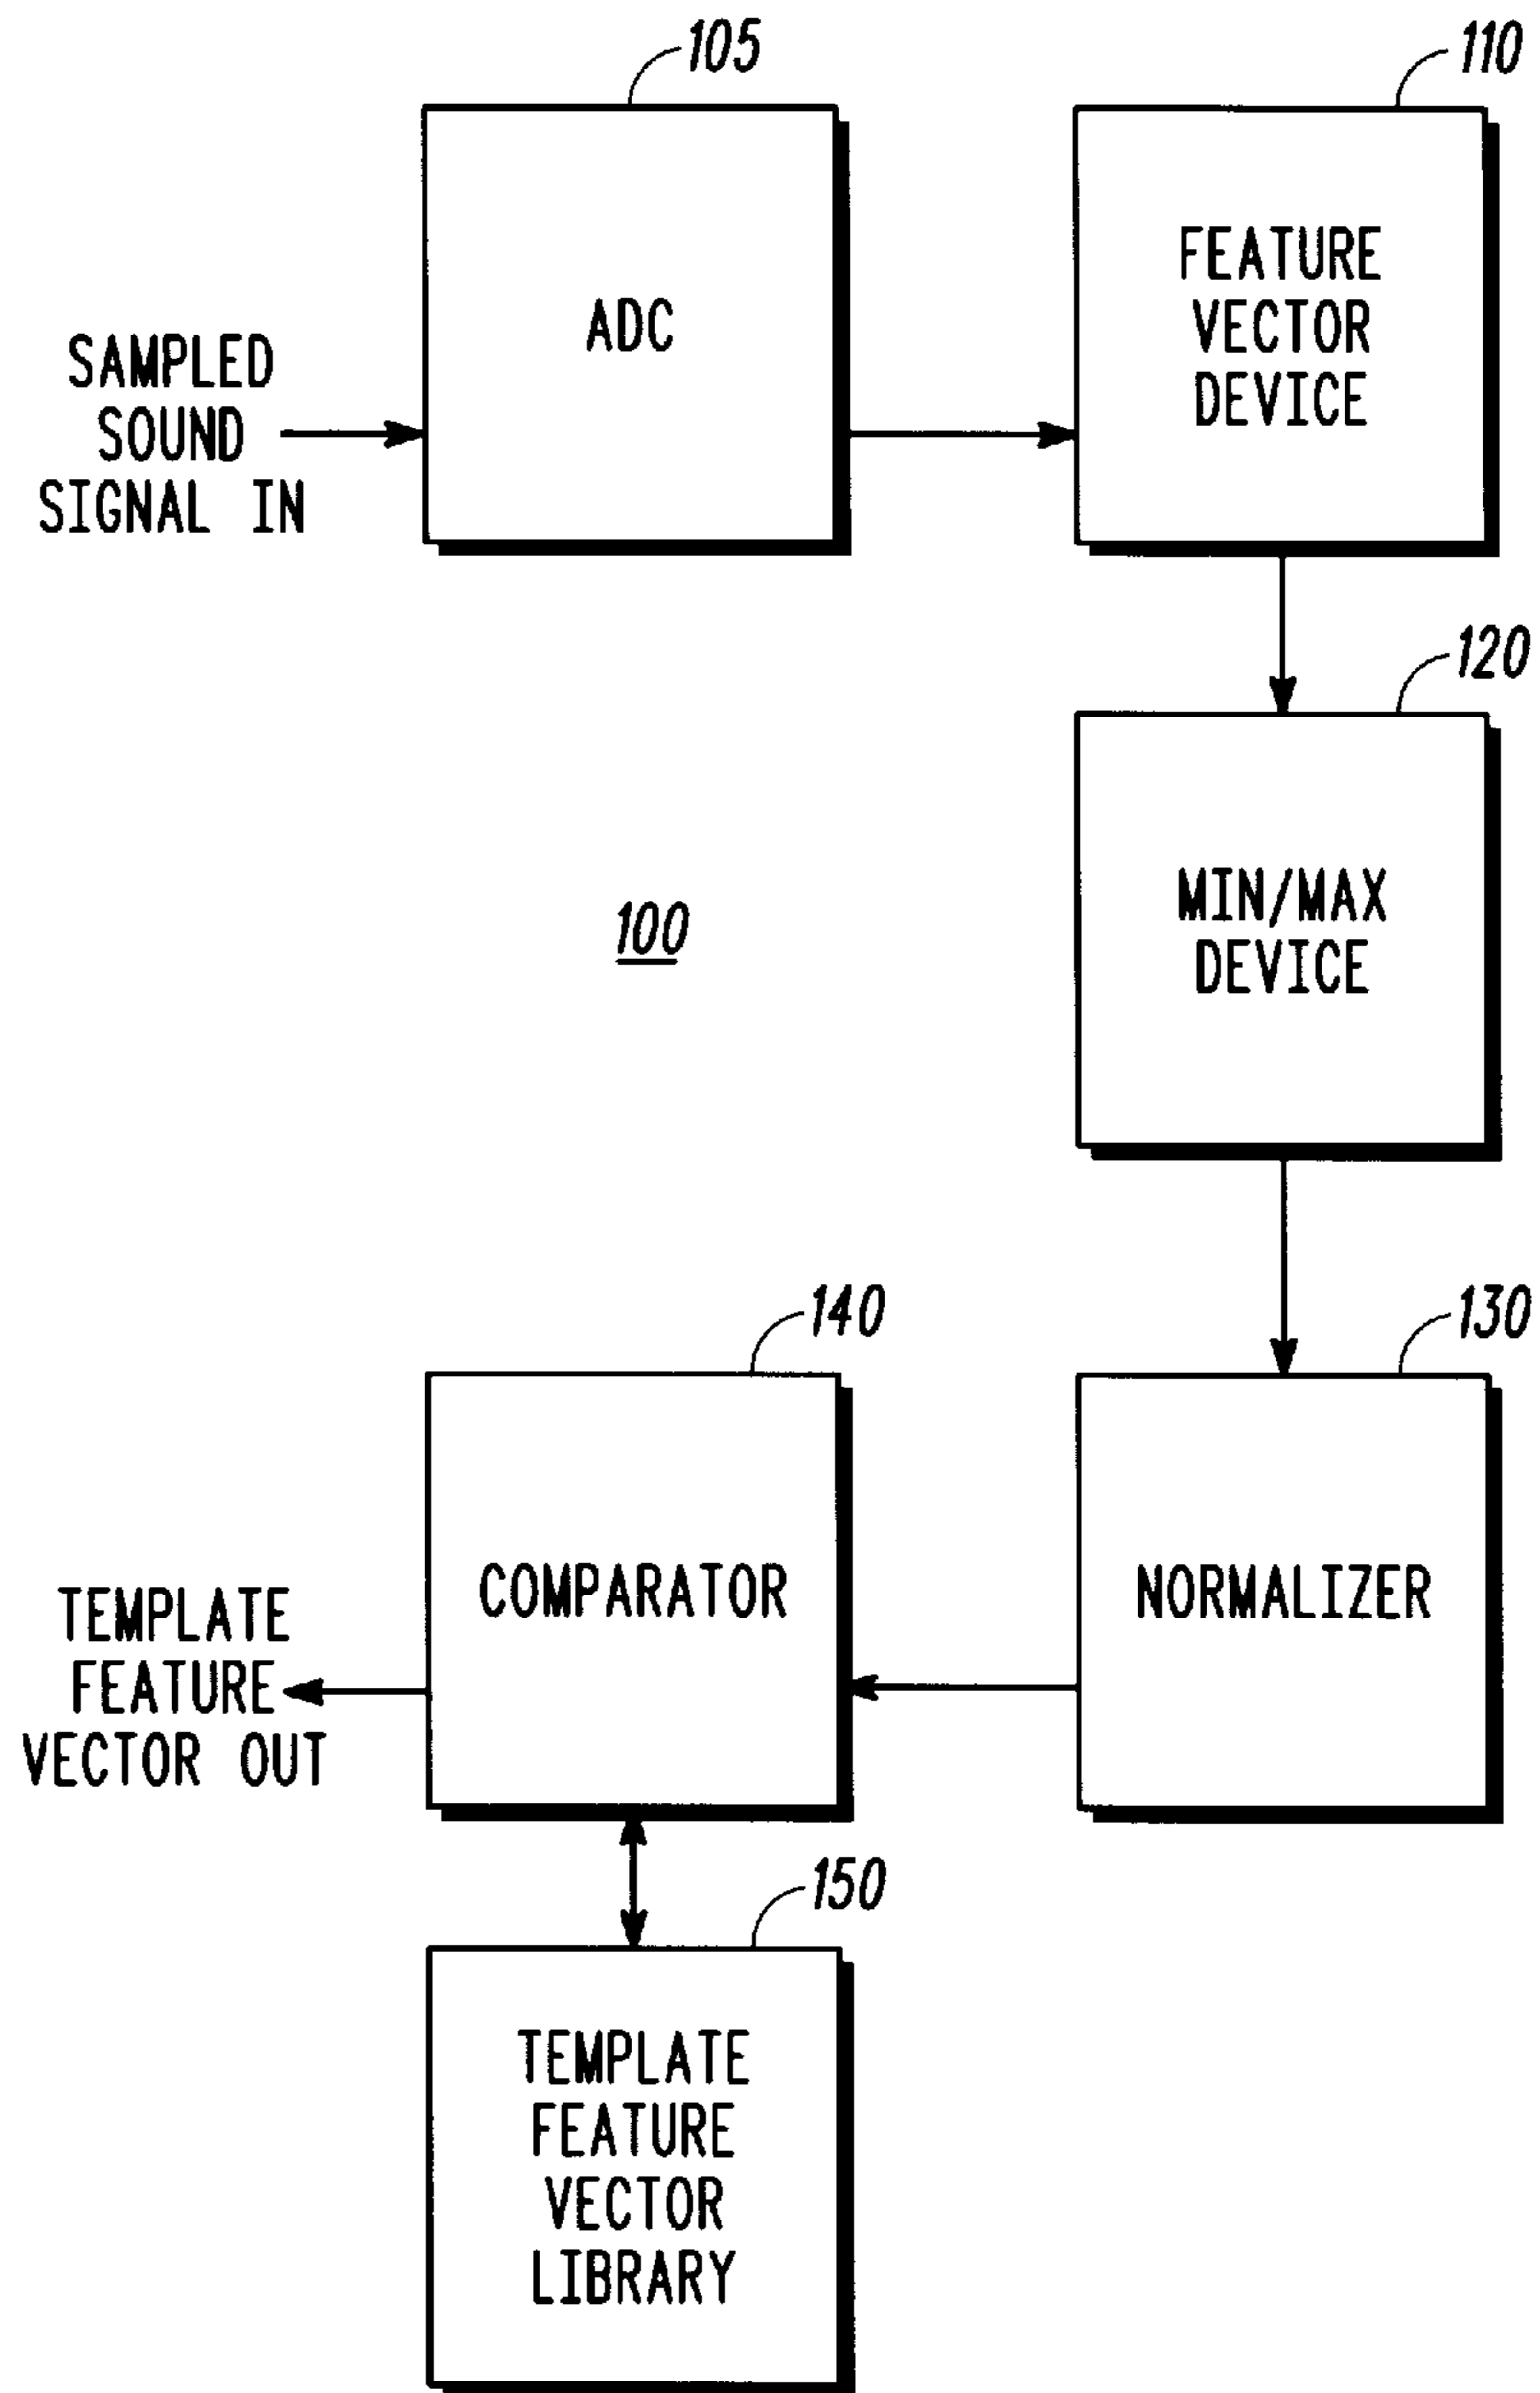 105
110
ADC
FEATURE
VECTOR
DEVICE
SAMPLED
SOUND
SIGNAL IN
120
MIN/MAX
DEVICE
100
140
130
COMPARATOR
NORMALIZER
TEMPLATE
FEATURE
VECTOR OUT
150
TEMPLATE
FEATURE
VECTOR
LIBRARY